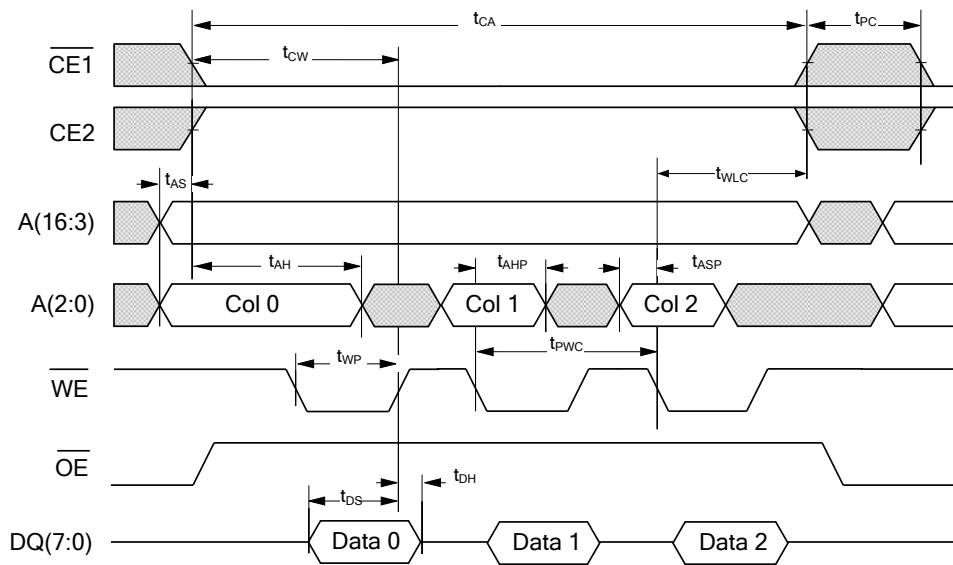 tCA tPC
tCW
CE1
CE2
tWLC
tAS
A(16:3)
tAH tAHP tASP
A(2:0) Col 0 Col 1 Col 2
tWP tPWC
WE
OE
tDS tDH
DQ(7:0) Data 0 Data 1 Data 2